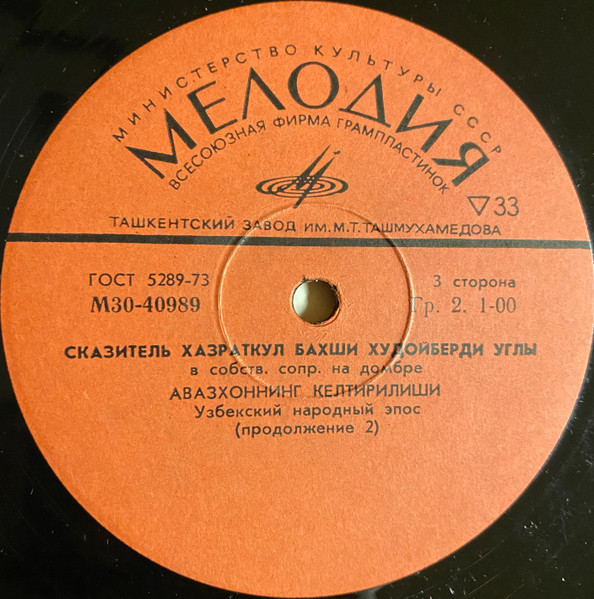 МИНИСТЕРСТВО КУЛЬТУРЫ СССР
МЕЛОДИЯ
ВСЕСОЮЗНАЯ ФИРМА ГРАМПЛАСТИНОК
▽33
ТАШКЕНТСКИЙ ЗАВОД ИМ. М.Т. ТАШМУХАМЕДОВА
ГОСТ 5289-73
3 сторона
М30-40989
Гр. 2. 1-00
СКАЗИТЕЛЬ ХАЗРАТКУЛ БАХШИ ХУДОЙБЕРДИ УГЛЫ
в собств. сопр. на домбре
АВАЗХОННИНГ КЕЛТИРИЛИШИ
Узбекский народный эпос
(продолжение 2)